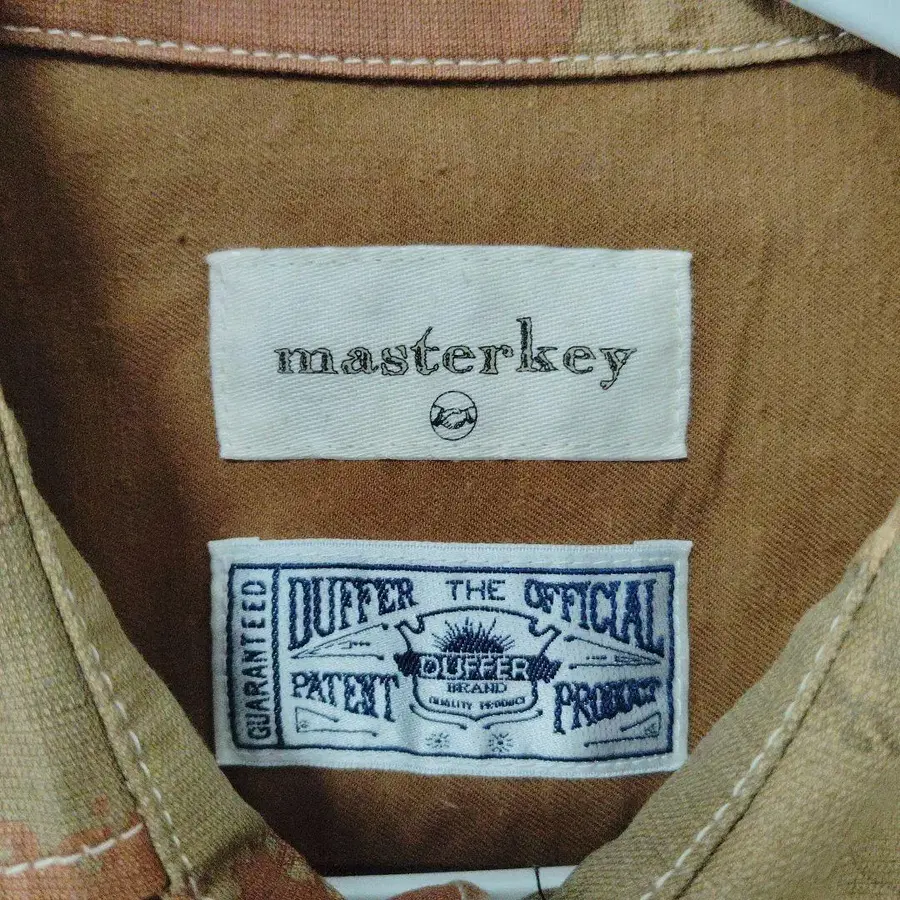 masterkey
GUARANTEED
DUFFER THE OFFICIAL
PATENT
DUFFER
BRAND
QUALITY PRODUCT
PRODUCT